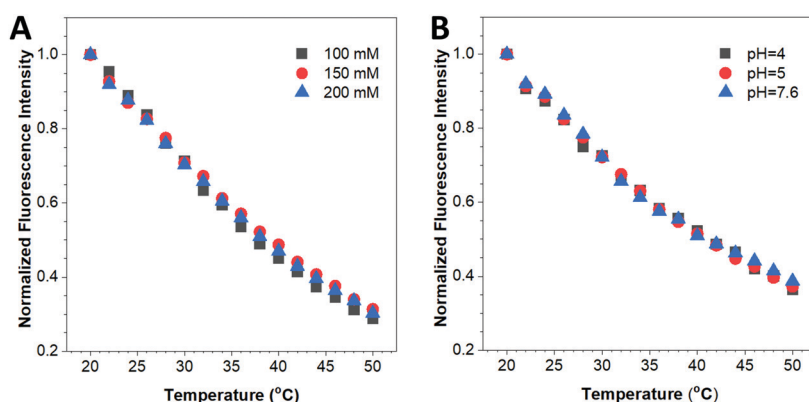 A
Normalized Fluorescence Intensity
1.0
0.8
0.6
0.4
0.2
100 mM
150 mM
200 mM
20 25 30 35 40 45 50
Temperature (°C)
B
Normalized Fluorescence Intensity
1.0
0.8
0.6
0.4
0.2
pH=4
pH=5
pH=7.6
20 25 30 35 40 45 50
Temperature (°C)